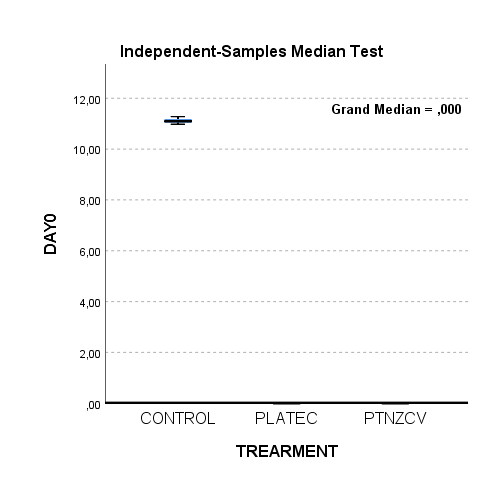 Independent-Samples Median Test
12,00
Grand Median = ,000
10,00
8,00
6,00
4,00
2,00
,00
DAY0
CONTROL PLATEC PTNZCV
TREARMENT